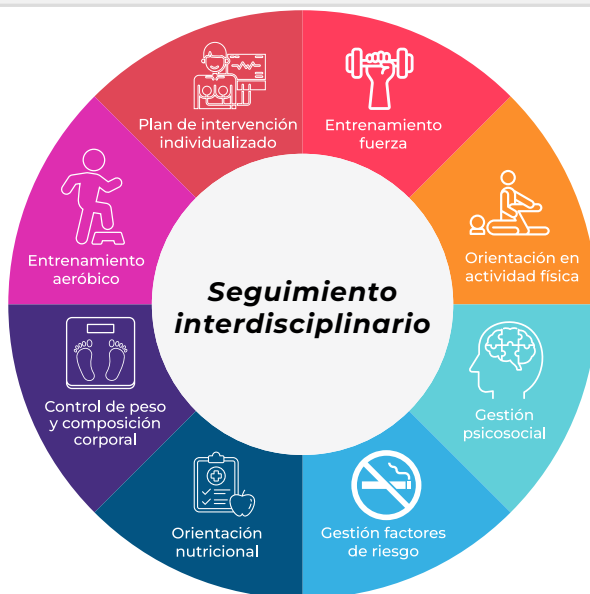 Plan de intervención
individualizado
Entrenamiento
fuerza
Orientación en
actividad física
Gestión
psicosocial
Gestión factores
de riesgo
Orientación
nutricional
Control de peso
y composición
corporal
Entrenamiento
aeróbico
Seguimiento
interdisciplinario